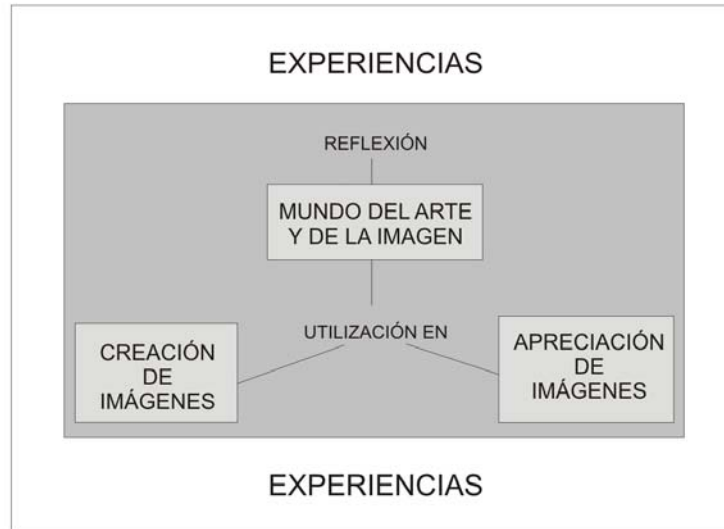 EXPERIENCIAS
REFLEXIÓN
MUNDO DEL ARTE
Y DE LA IMAGEN
UTILIZACIÓN EN
CREACIÓN
DE
IMÁGENES
APRECIACIÓN
DE
IMÁGENES
EXPERIENCIAS